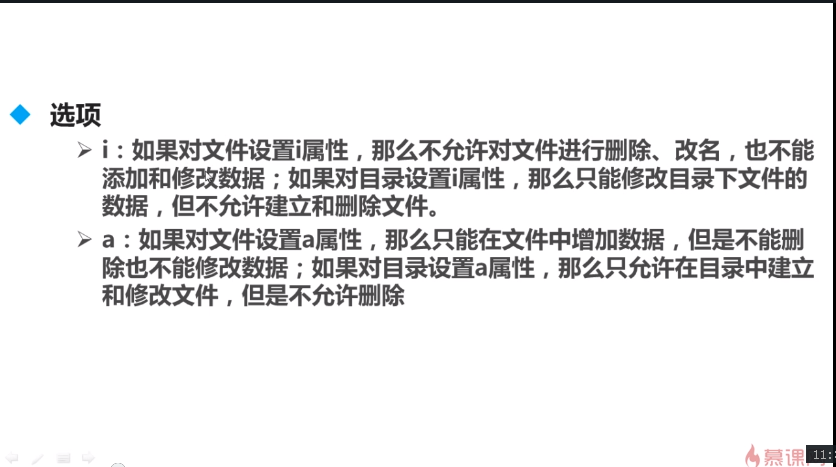 选项
i：如果对文件设置i属性，那么不允许对文件进行删除、改名，也不能
添加和修改数据；如果对目录设置i属性，那么只能修改目录下文件的
数据，但不允许建立和删除文件。
a：如果对文件设置a属性，那么只能在文件中增加数据，但是不能删
除也不能修改数据；如果对目录设置a属性，那么只允许在目录中建立
和修改文件，但是不允许删除
慕课
11: